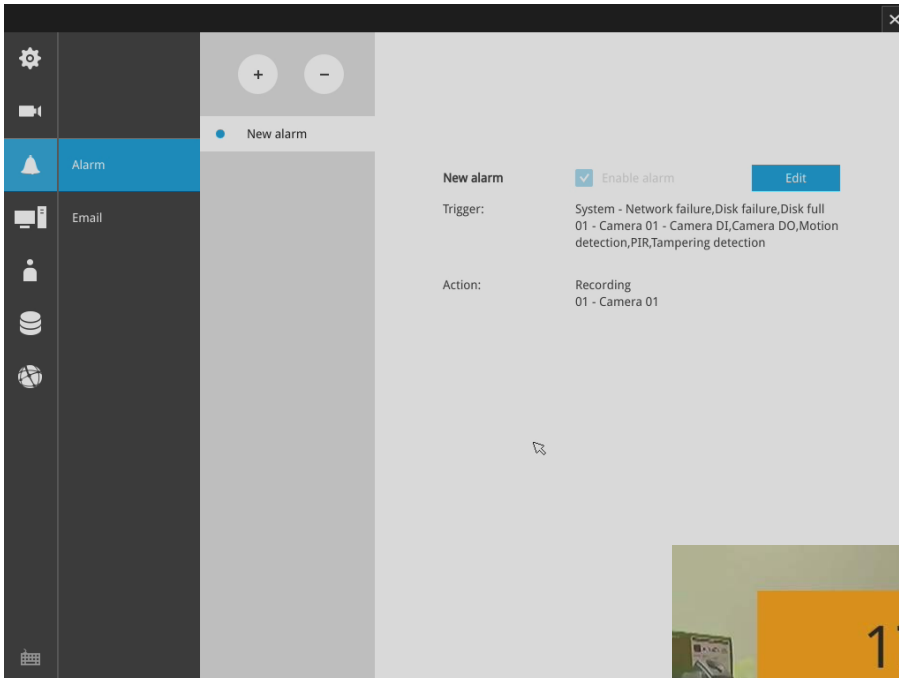 Alarm
Email
+ −
New alarm
New alarm Enable alarm Edit
Trigger: System - Network failure,Disk failure,Disk full
01 - Camera 01 - Camera DI,Camera DO,Motion
detection,PIR,Tampering detection
Action: Recording
01 - Camera 01